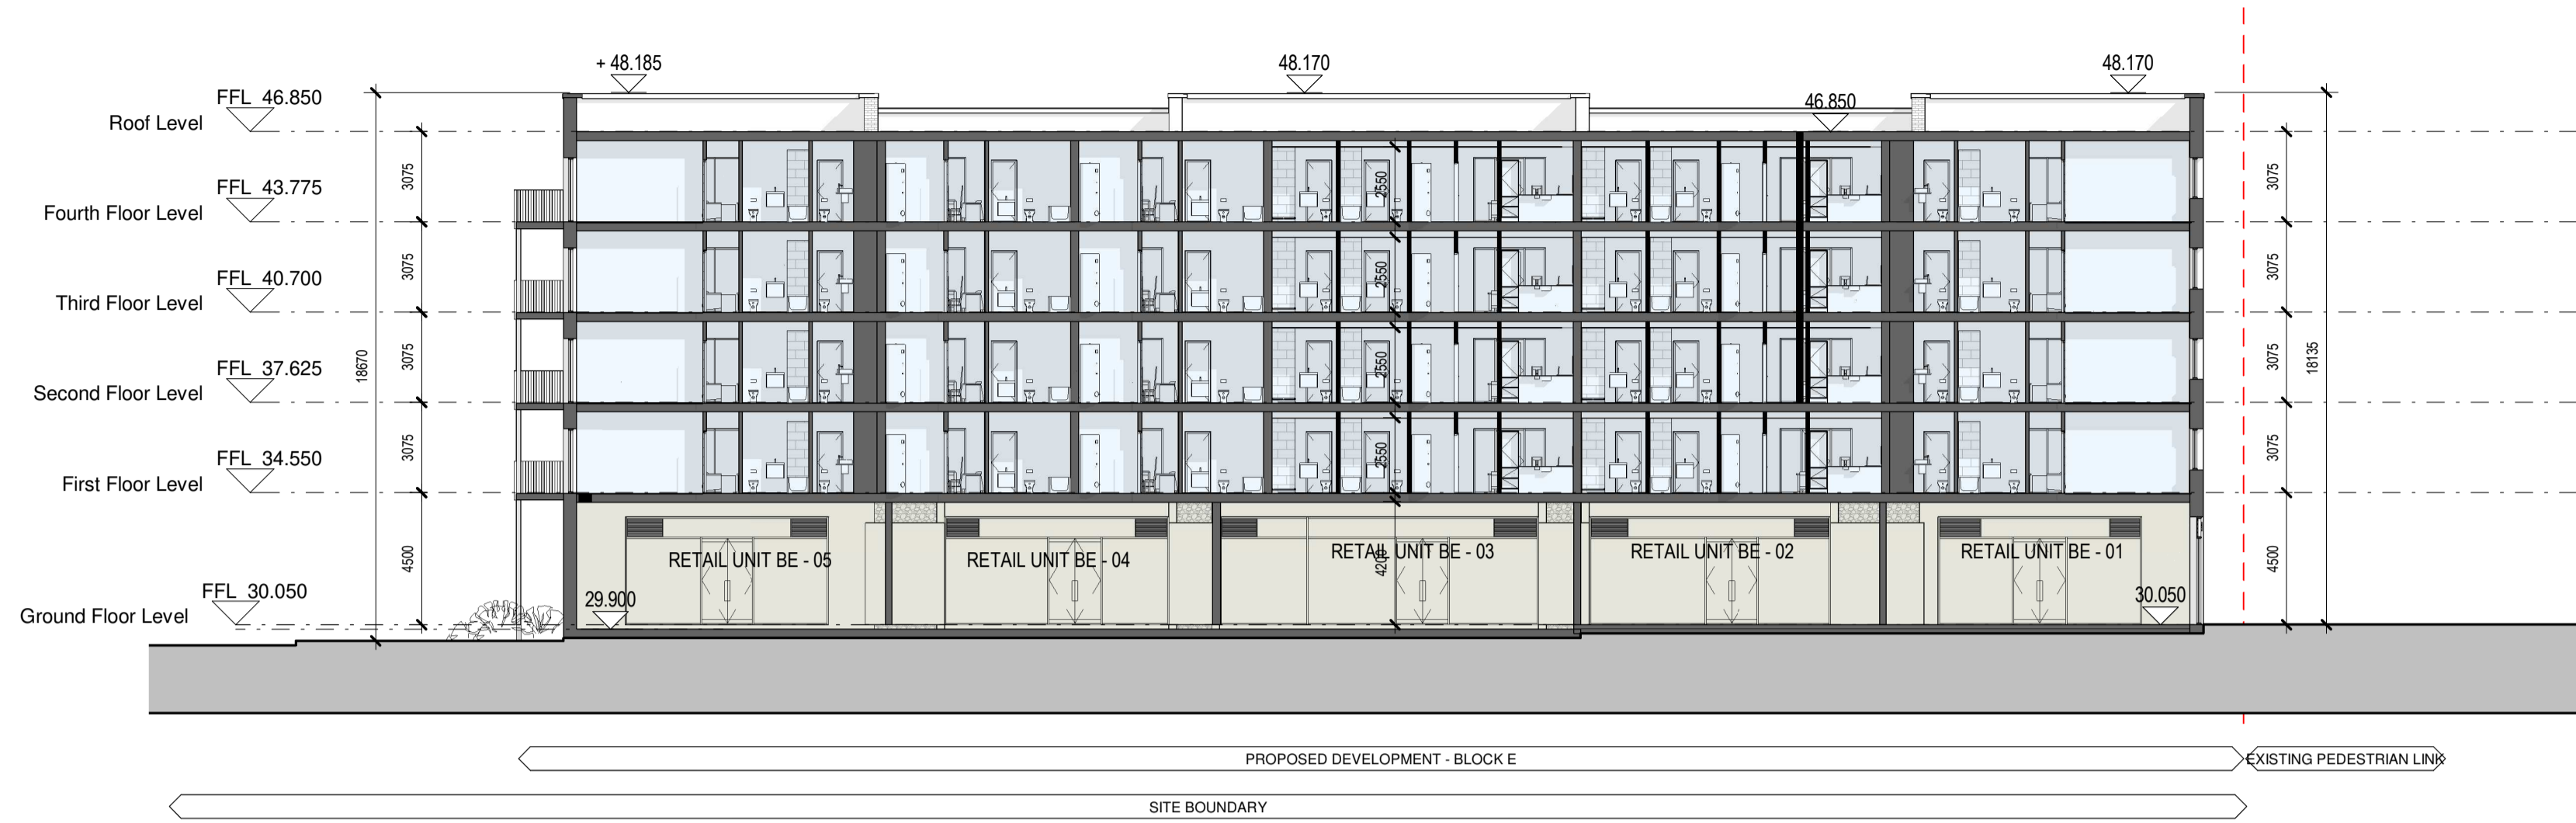 + 48.185
48.170
48.170
FFL 46.850
Roof Level
46.850
3075
2550
3075
FFL 43.775
Fourth Floor Level
3075
2550
3075
FFL 40.700
Third Floor Level
18670
3075
2550
3075
18135
FFL 37.625
Second Floor Level
3075
2550
3075
FFL 34.550
First Floor Level
4500
RETAIL UNIT BE - 05
RETAIL UNIT BE - 04
RETAIL UNIT BE - 03
4200
RETAIL UNIT BE - 02
RETAIL UNIT BE - 01
4500
FFL 30.050
Ground Floor Level
29.900
30.050
PROPOSED DEVELOPMENT - BLOCK E
EXISTING PEDESTRIAN LINK
SITE BOUNDARY